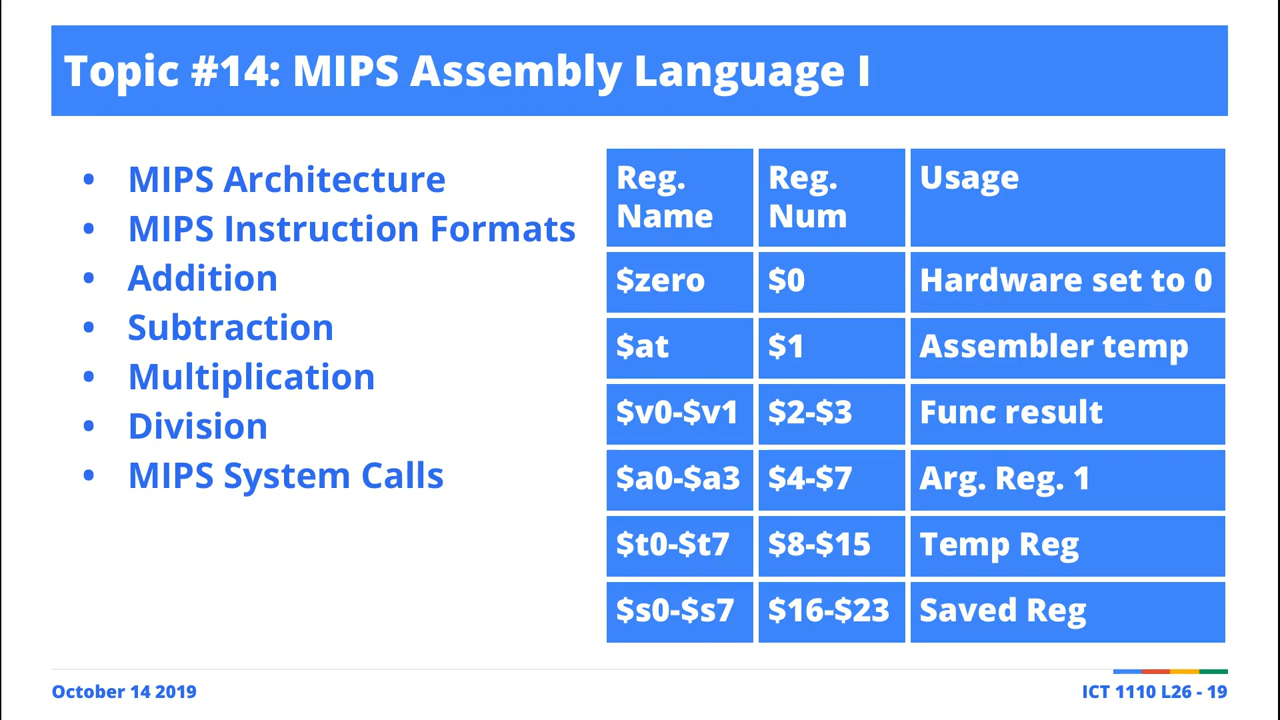 Topic #14: MIPS Assembly Language I
• MIPS Architecture
• MIPS Instruction Formats
• Addition
• Subtraction
• Multiplication
• Division
• MIPS System Calls
Reg. Name Reg. Num Usage
$zero $0 Hardware set to 0
$at $1 Assembler temp
$v0-$v1 $2-$3 Func result
$a0-$a3 $4-$7 Arg. Reg. 1
$t0-$t7 $8-$15 Temp Reg
$s0-$s7 $16-$23 Saved Reg
October 14 2019
ICT 1110 L26 - 19